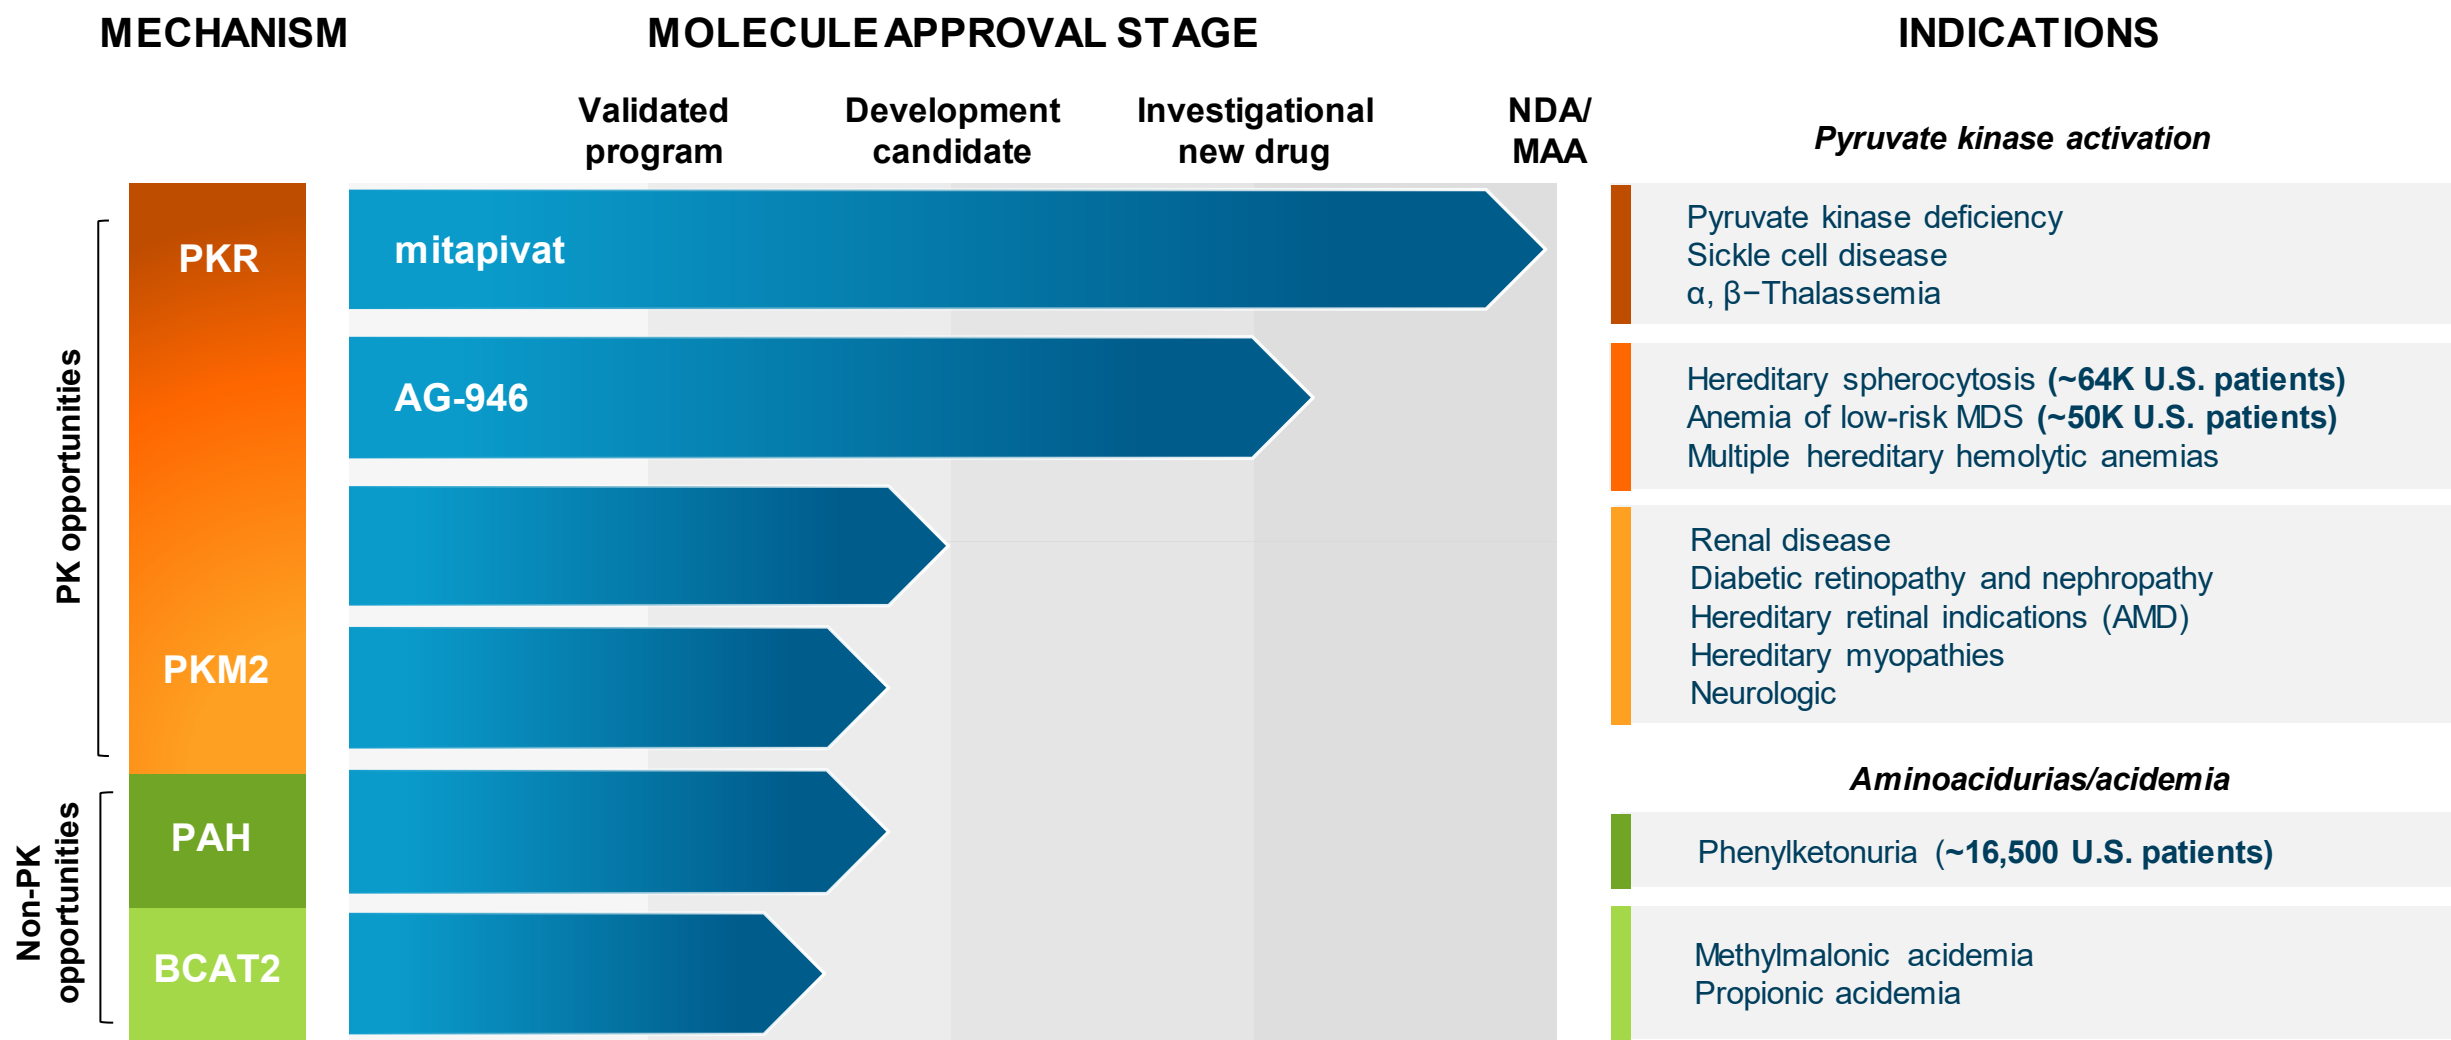 MECHANISM
MOLECULE APPROVAL STAGE
INDICATIONS
Validated
program
Development
candidate
Investigational
new drug
NDA/
MAA
Pyruvate kinase activation
PK opportunities
PKR
mitapivat
Pyruvate kinase deficiency
Sickle cell disease
α, β−Thalassemia
AG-946
Hereditary spherocytosis (~64K U.S. patients)
Anemia of low-risk MDS (~50K U.S. patients)
Multiple hereditary hemolytic anemias
PKM2
Renal disease
Diabetic retinopathy and nephropathy
Hereditary retinal indications (AMD)
Hereditary myopathies
Neurologic
Aminoacidurias/acidemia
Non-PK
opportunities
PAH
Phenylketonuria (~16,500 U.S. patients)
BCAT2
Methylmalonic acidemia
Propionic acidemia